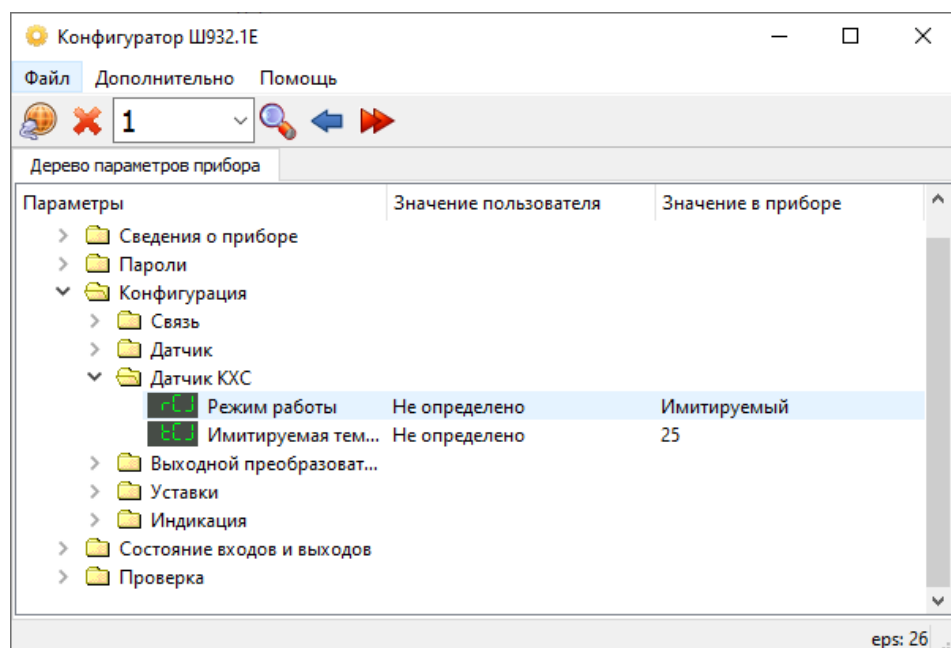 Конфигуратор Ш932.1Е
Файл Дополнительно Помощь
1
Дерево параметров прибора
Параметры Значение пользователя Значение в приборе
Сведения о приборе
Пароли
Конфигурация
Связь
Датчик
Датчик КХС
rCJ Режим работы Не определено Имитируемый
tCJ Имитируемая тем... Не определено 25
Выходной преобразоват...
Уставки
Индикация
Состояние входов и выходов
Проверка
eps: 26